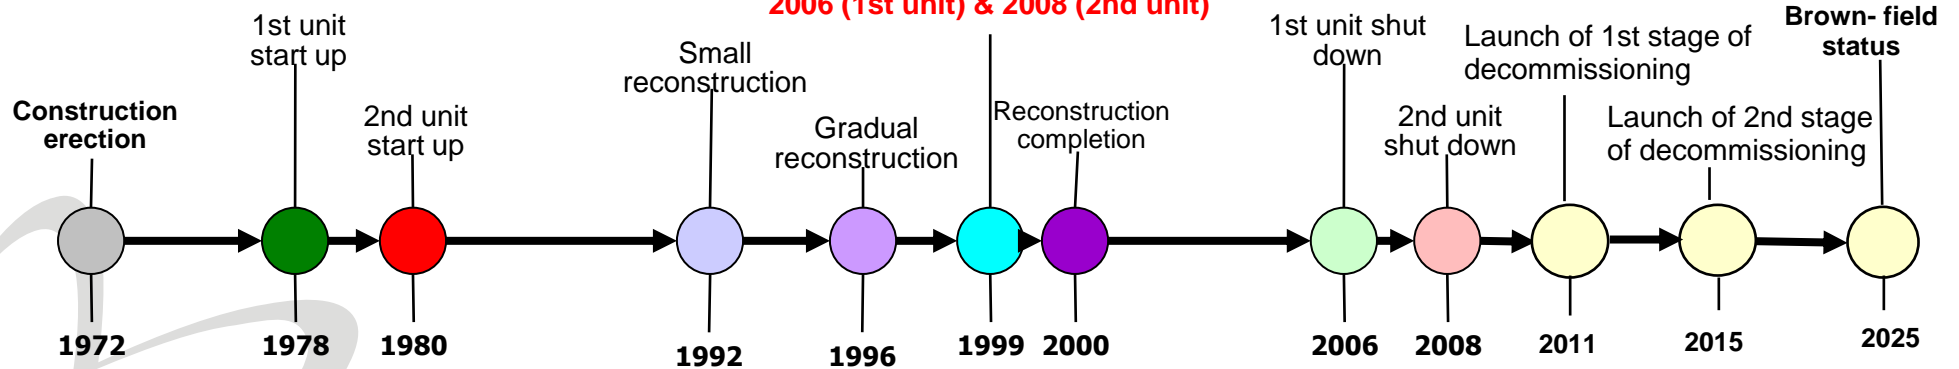 2006 (1st unit) & 2008 (2nd unit)
Construction
erection
1972
1st unit
start up
1978
2nd unit
start up
1980
Small
reconstruction
1992
Gradual
reconstruction
1996
1999
Reconstruction
completion
2000
1st unit shut
down
2006
2nd unit
shut down
2008
Launch of 1st stage of
decommissioning
2011
Launch of 2nd stage
of decommissioning
2015
Brown- field
status
2025